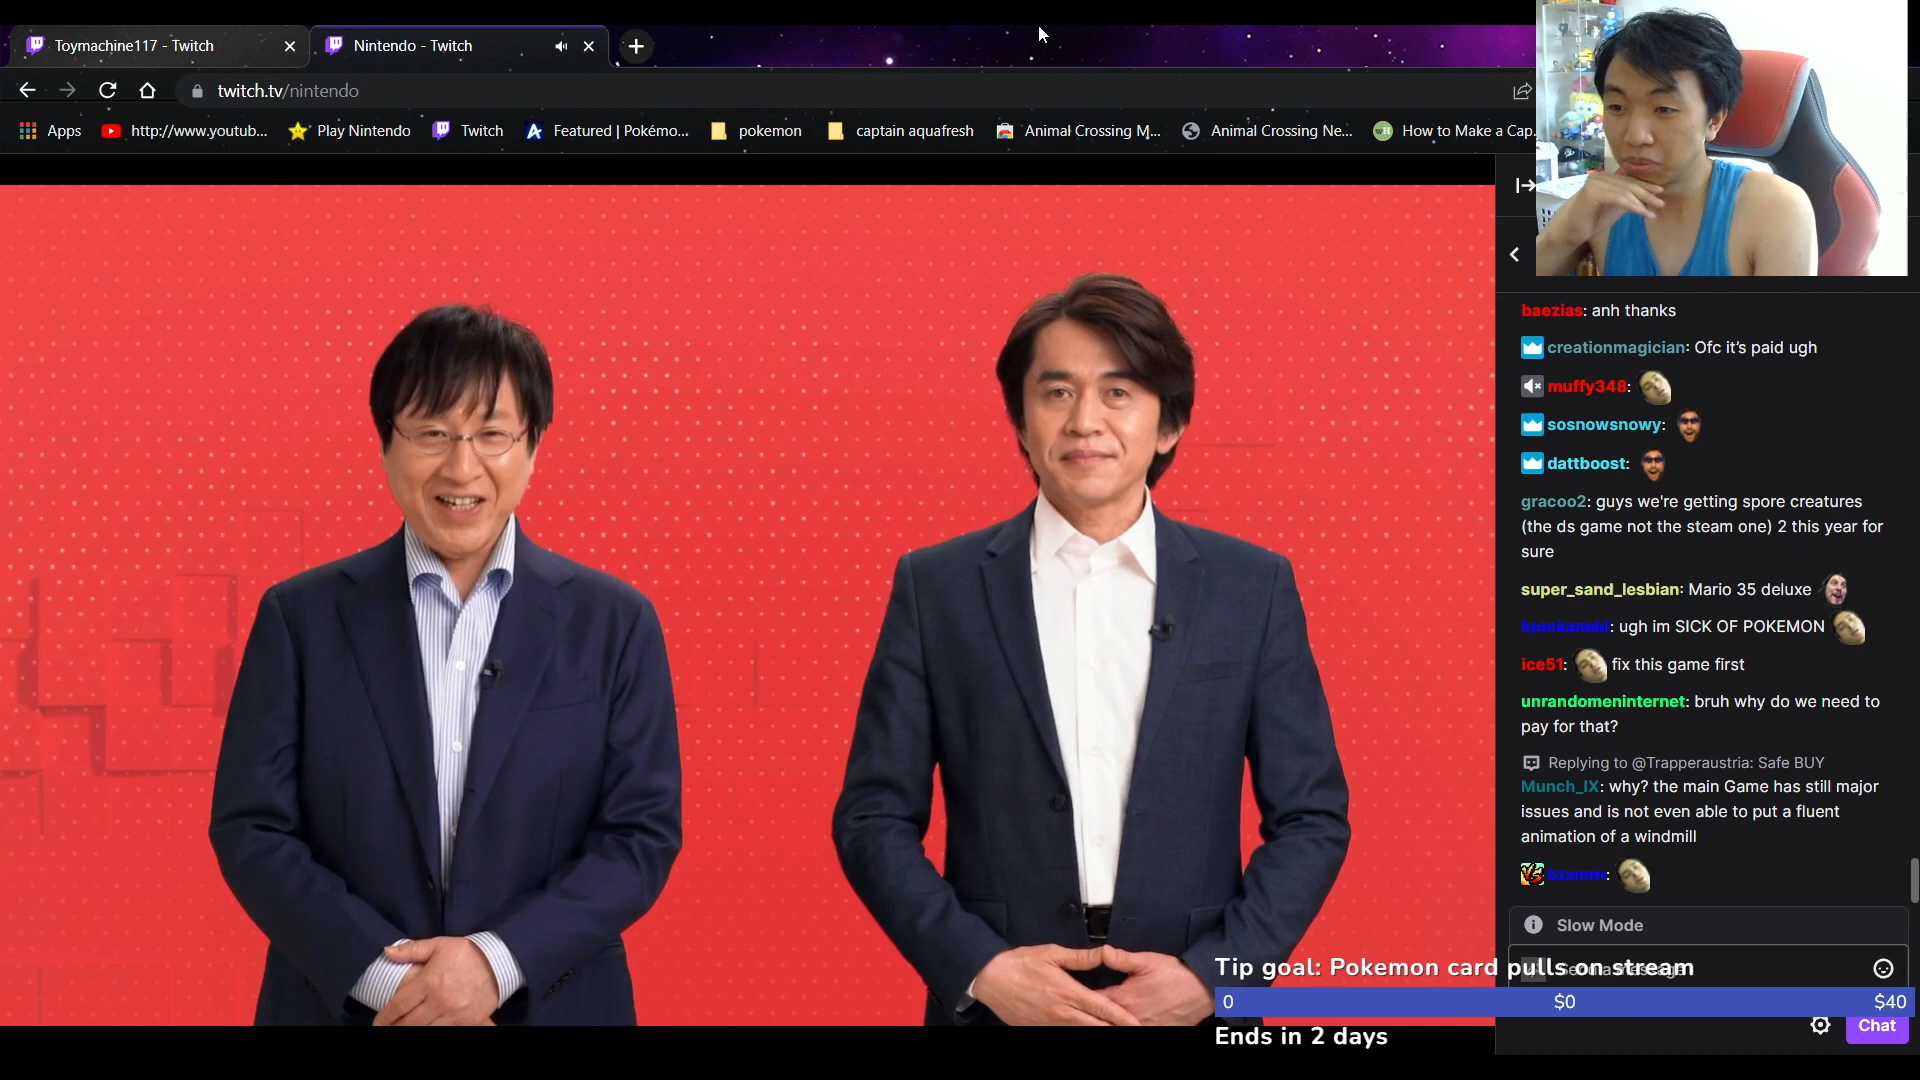 Toymachine117 - Twitch
Nintendo - Twitch
twitch.tv/nintendo
Apps
http://www.youtub...
Play Nintendo
Twitch
Featured | Pokémo...
pokemon
captain aquafresh
Animal Crossing M...
Animal Crossing Ne...
How to Make a Cap.
baezias: anh thanks
creationmagician: Ofc it's paid ugh
muffy348:
sosnowsnowy:
dattboost:
gracoo2: guys we're getting spore creatures
(the ds game not the steam one) 2 this year for
sure
super_sand_lesbian: Mario 35 deluxe
: ugh im SICK OF POKEMON
ice51: fix this game first
unrandomeninternet: bruh why do we need to
pay for that?
Replying to @Trapperaustria: Safe BUY
Munch_IX: why? the main Game has still major
issues and is not even able to put a fluent
animation of a windmill
Slow Mode
Tip goal: Pokemon card pulls on stream
0 $0 $40
Ends in 2 days
Chat